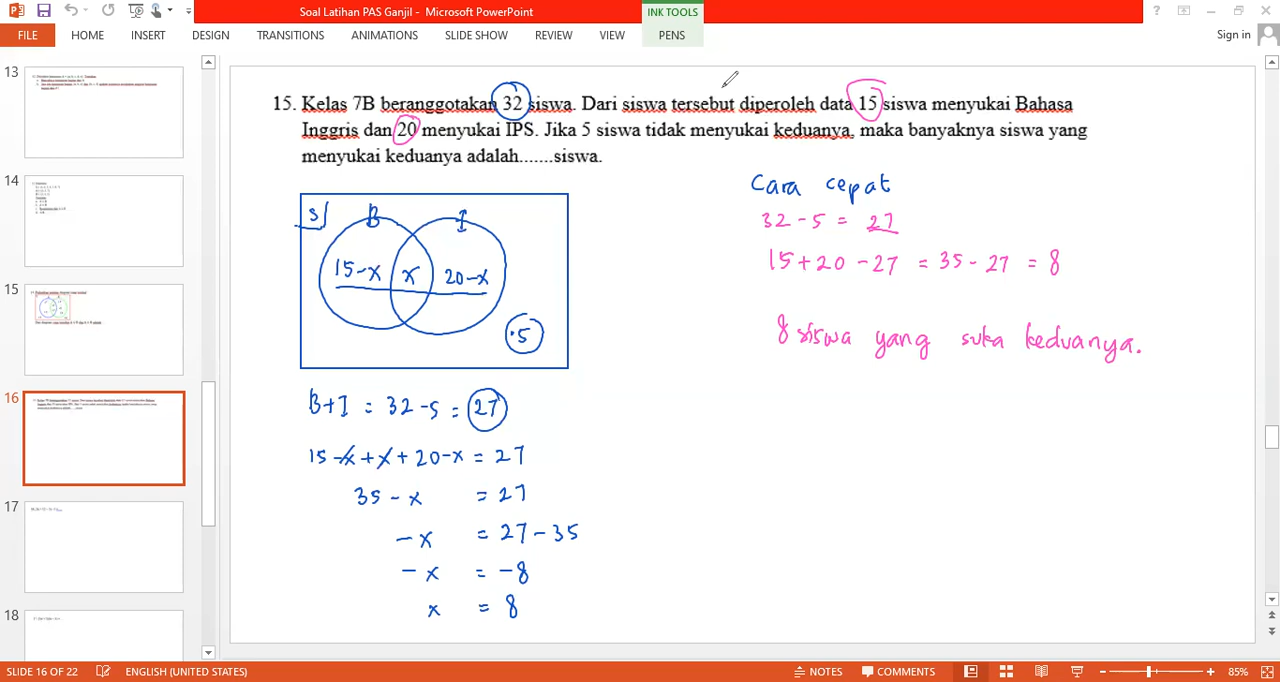 Soal Latihan PAS Ganjil - Microsoft PowerPoint
INK TOOLS
FILE HOME INSERT DESIGN TRANSITIONS ANIMATIONS SLIDE SHOW REVIEW VIEW PENS
Sign in
13
14
15
16
17
18
15. Kelas 7B beranggotakan 32 siswa. Dari siswa tersebut diperoleh data 15 siswa menyukai Bahasa
Inggris dan 20 menyukai IPS. Jika 5 siswa tidak menyukai keduanya, maka banyaknya siswa yang
menyukai keduanya adalah.......siswa.
S B I
15-x x 20-x
.5
B+I = 32-5 = 27
15-x+x+20-x = 27
35-x = 27
-x = 27-35
-x = -8
x = 8
Cara cepat
32-5 = 27
15+20-27 = 35-27 = 8
8 siswa yang suka keduanya.
SLIDE 16 OF 22 ENGLISH (UNITED STATES) NOTES COMMENTS 85%